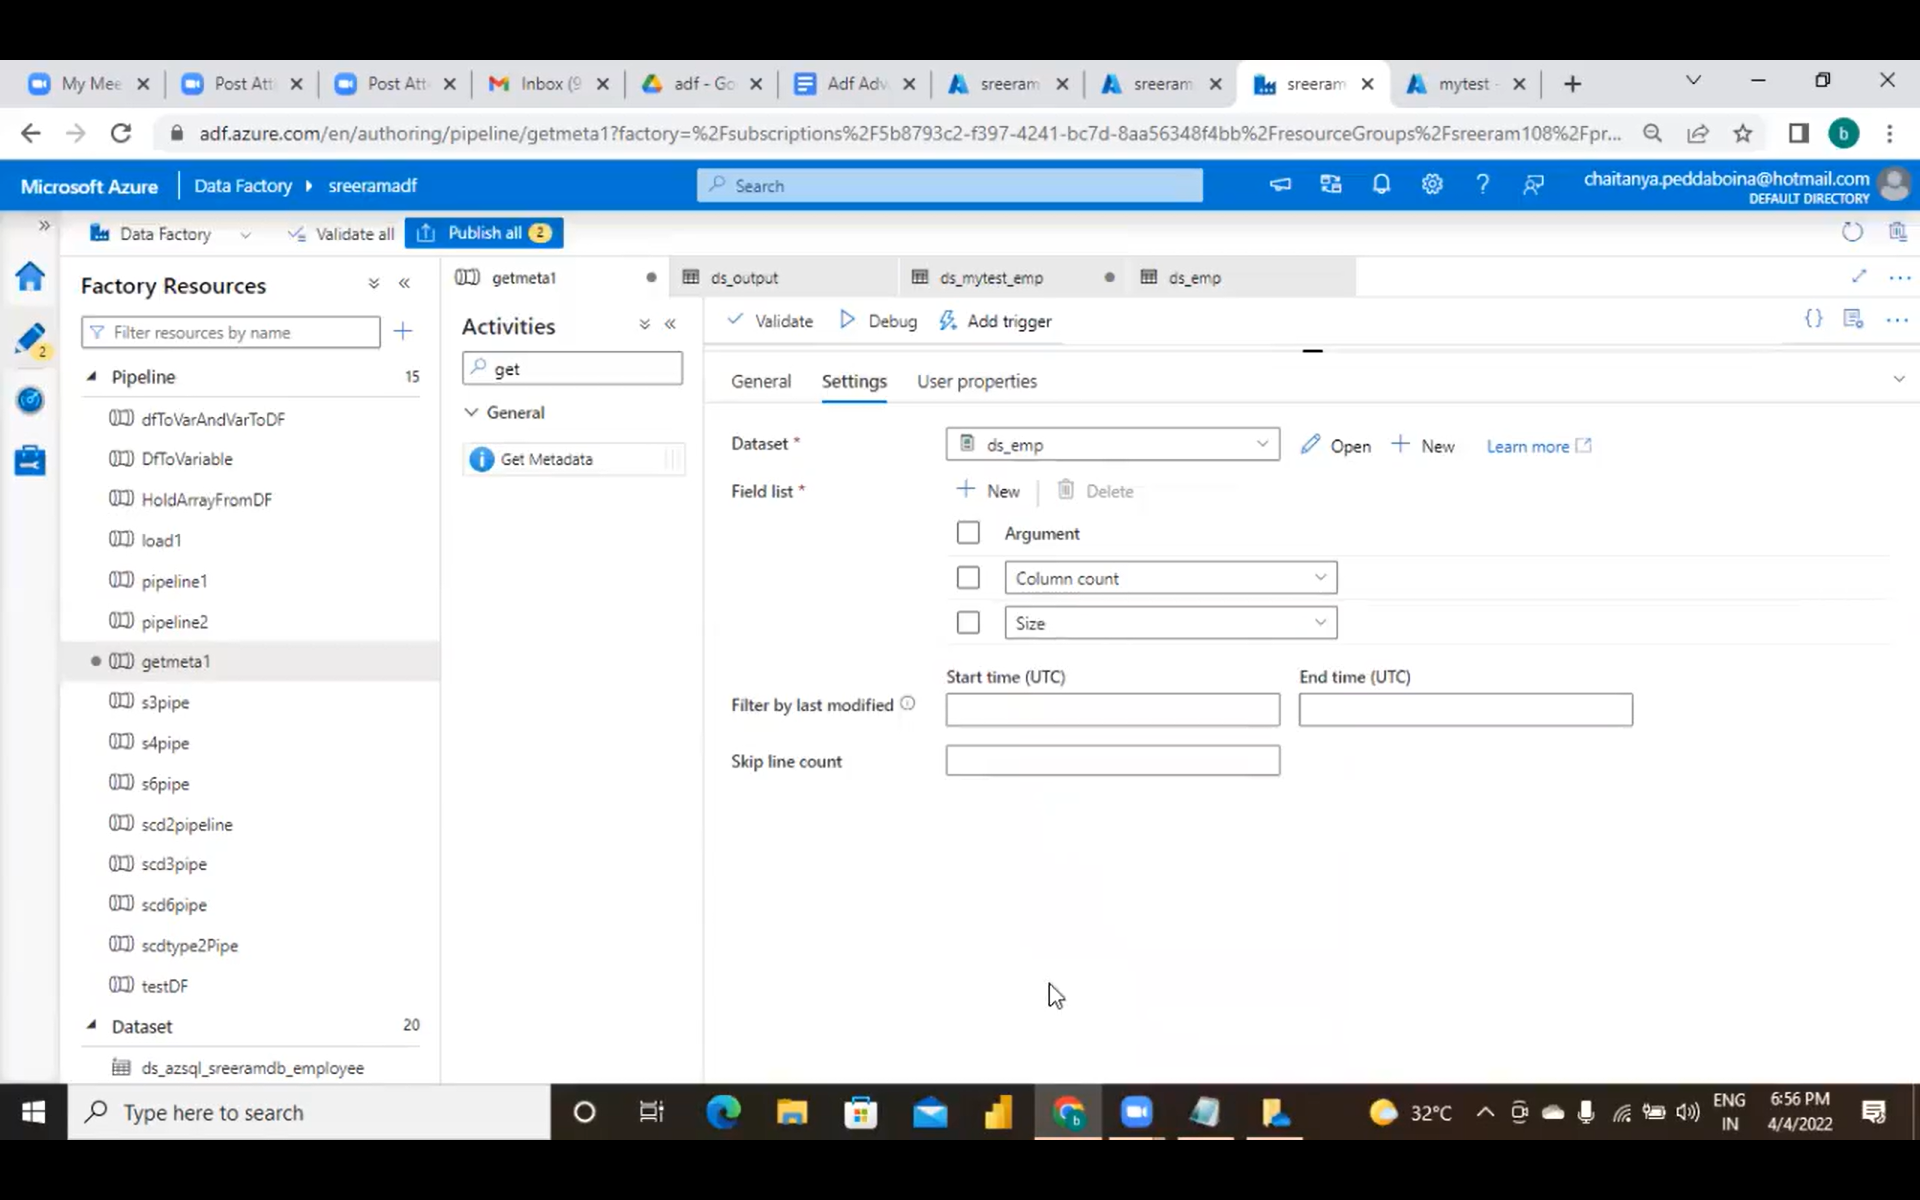 My Mee
Post Att
Post Att
Inbox (9
adf - Go
Adf Adv
sreeram
sreeram
sreeram
mytest -
adf.azure.com/en/authoring/pipeline/getmeta1?factory=%2Fsubscriptions%2F5b8793c2-f397-4241-bc7d-8aa56348f4bb%2FresourceGroups%2Fsreeram108%2Fpr...
b
Microsoft Azure
Data Factory
sreeramadf
Search
chaitanya.peddaboina@hotmail.com
DEFAULT DIRECTORY
Data Factory
Validate all
Publish all 2
Factory Resources
Filter resources by name
2
Pipeline 15
dfToVarAndVarToDF
DfToVariable
HoldArrayFromDF
load1
pipeline1
pipeline2
getmeta1
s3pipe
s4pipe
s6pipe
scd2pipeline
scd3pipe
scd6pipe
scdtype2Pipe
testDF
Dataset 20
ds_azsql_sreeramdb_employee
getmeta1
ds_output
ds_mytest_emp
ds_emp
Activities
get
General
Get Metadata
Validate
Debug
Add trigger
General
Settings
User properties
Dataset *
ds_emp
Open
New
Learn more
Field list *
New
Delete
Argument
Column count
Size
Start time (UTC)
End time (UTC)
Filter by last modified
Skip line count
Type here to search
32°C
ENG
IN
6:56 PM
4/4/2022